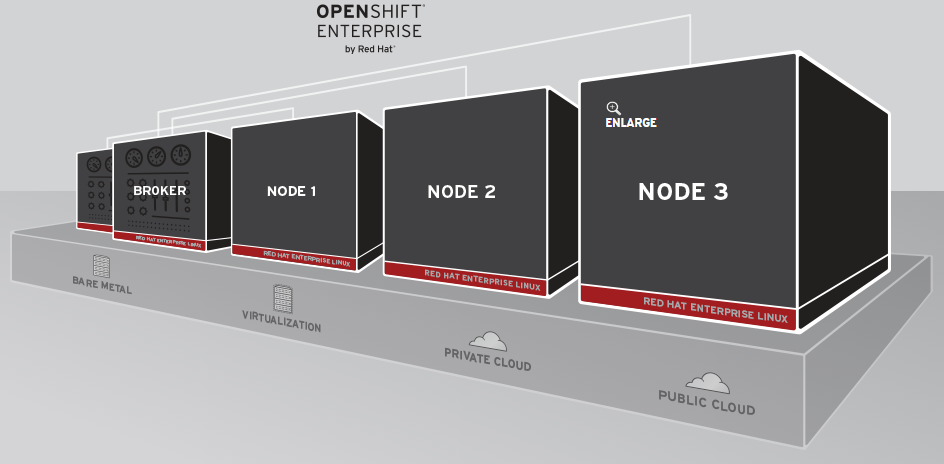 OPENSHIFT®
ENTERPRISE
by Red Hat®
ENLARGE
BROKER
NODE 1
NODE 2
NODE 3
RED HAT ENTERPRISE LINUX
RED HAT ENTERPRISE LINUX
RED HAT ENTERPRISE LINUX
RED HAT ENTERPRISE LINUX
BARE METAL
VIRTUALIZATION
PRIVATE CLOUD
PUBLIC CLOUD